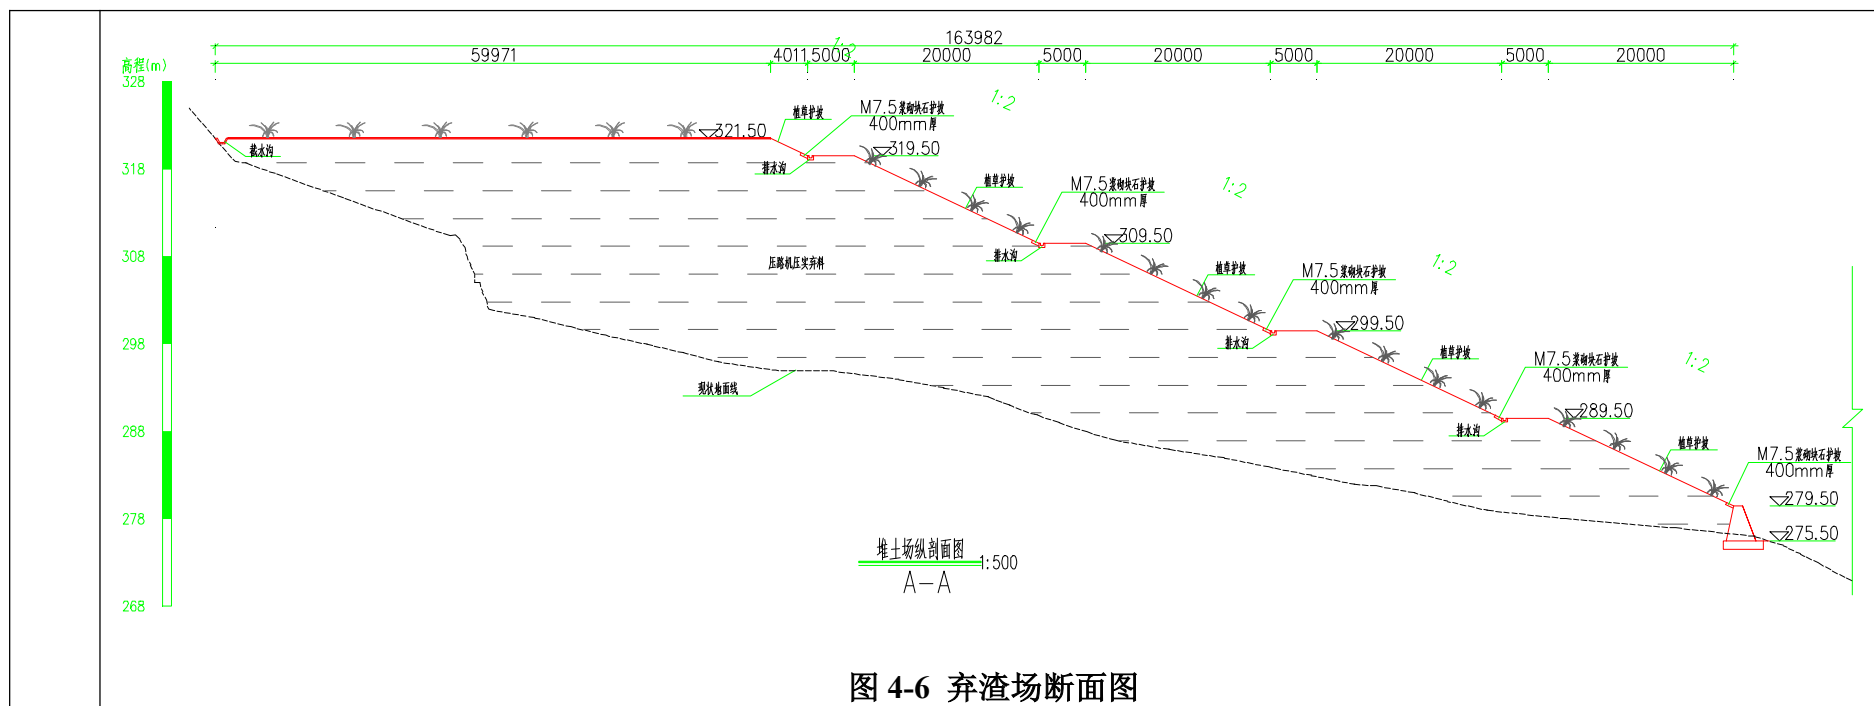 163982
59971
4011
5000
20000
5000
20000
5000
20000
5000
20000
1:2
高程(m)
328
318
308
298
288
278
268
截水沟
321.50
植草护坡
M7.5浆砌块石护坡
400mm厚
排水沟
319.50
1:2
植草护坡
M7.5浆砌块石护坡
400mm厚
排水沟
309.50
1:2
压路机压实弃料
植草护坡
M7.5浆砌块石护坡
400mm厚
排水沟
299.50
1:2
现状地面线
植草护坡
M7.5浆砌块石护坡
400mm厚
排水沟
289.50
1:2
植草护坡
M7.5浆砌块石护坡
400mm厚
279.50
275.50
堆土场纵剖面图 1:500
A-A
图 4-6 弃渣场断面图